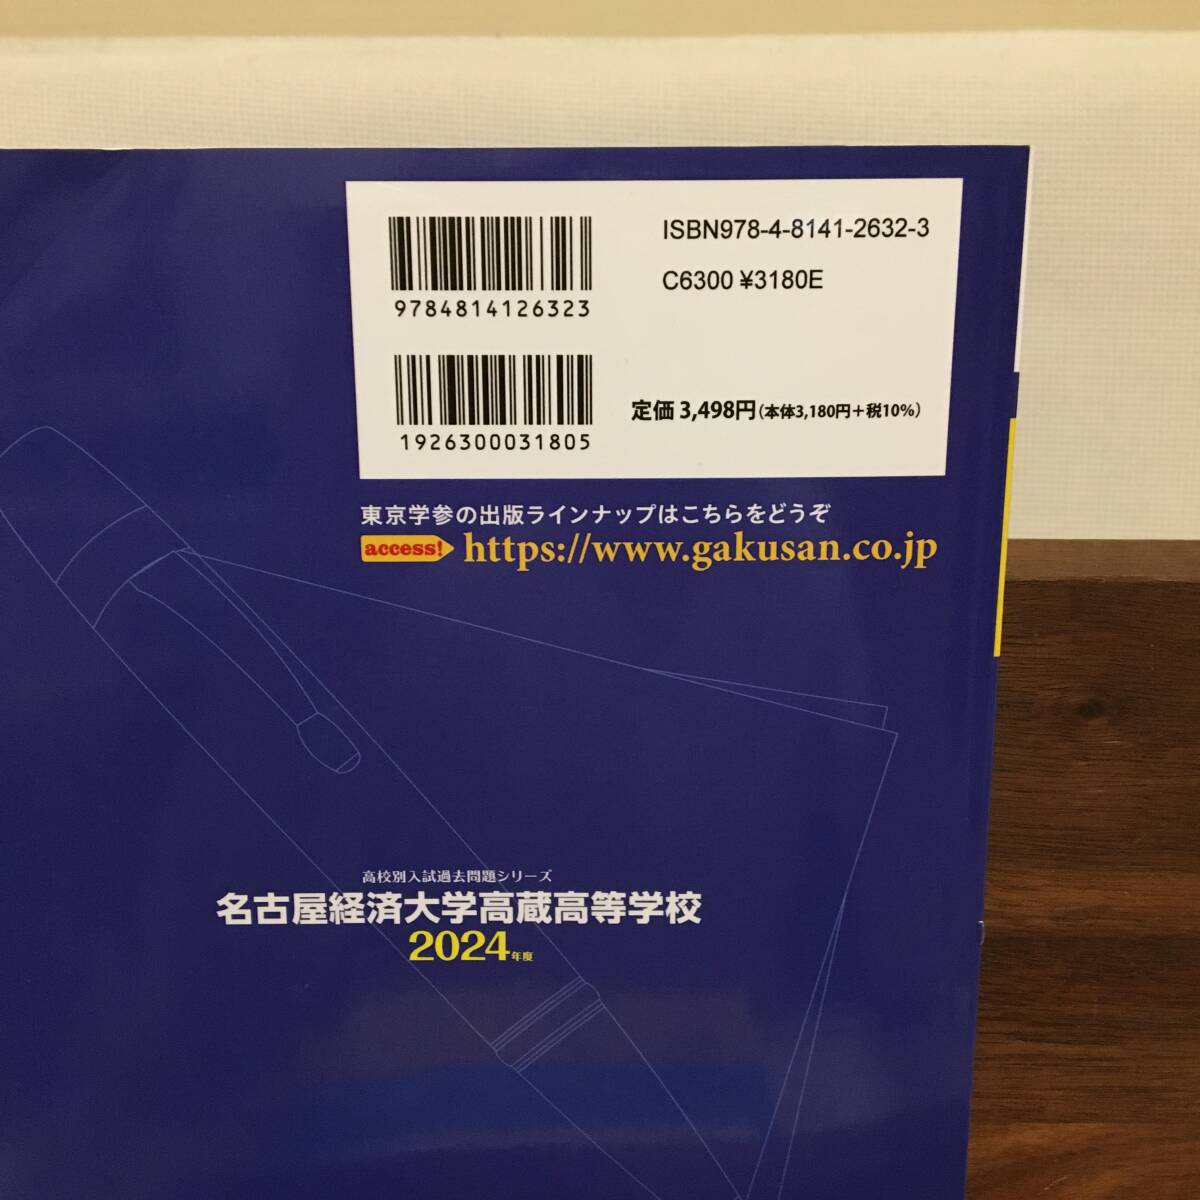 ISBN978-4-8141-2632-3
C6300 ¥3180E
9784814126323
1926300031805
定価 3,498円(本体3,180円+税10%)
東京学参の出版ラインナップはこちらをどうぞ
access! https://www.gakusan.co.jp
高校別入試過去問題シリーズ
名古屋経済大学高蔵高等学校
2024年度